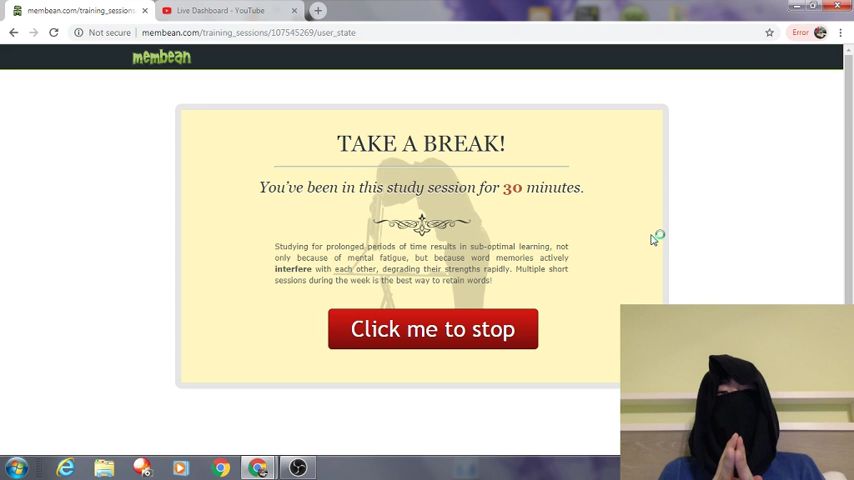 membean.com/training_sessions
Live Dashboard - YouTube
Not secure
membean.com/training_sessions/107545269/user_state
Error
membean
TAKE A BREAK!
You've been in this study session for 30 minutes.
Studying for prolonged periods of time results in sub-optimal learning, not
only because of mental fatigue, but because word memories actively
interfere with each other, degrading their strengths rapidly. Multiple short
sessions during the week is the best way to retain words!
Click me to stop